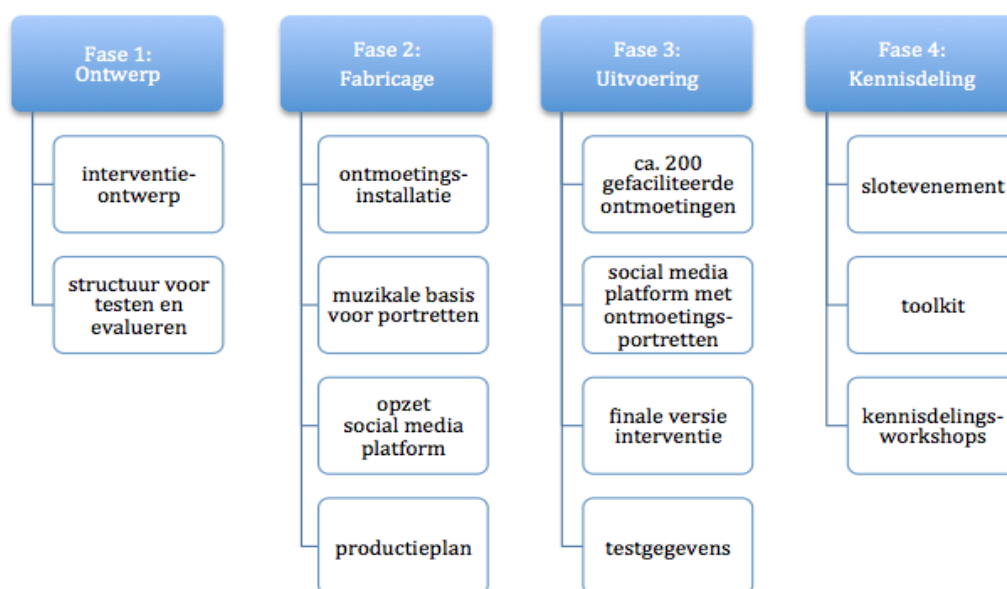 Fase 1:
Ontwerp
interventie-
ontwerp
structuur voor
testen en
evalueren
Fase 2:
Fabricage
ontmoetings-
installatie
muzikale basis
voor portretten
opzet
social media
platform
productieplan
Fase 3:
Uitvoering
ca. 200
gefaciliteerde
ontmoetingen
social media
platform met
ontmoetings-
portretten
finale versie
interventie
testgegevens
Fase 4:
Kennisdeling
slotevenement
toolkit
kennisdelings-
workshops